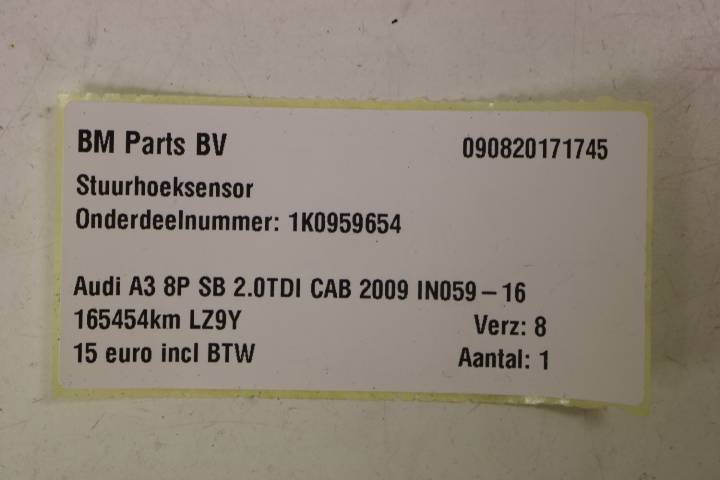 BM Parts BV 090820171745
Stuurhoeksensor
Onderdeelnummer: 1K0959654
Audi A3 8P SB 2.0TDI CAB 2009 IN059-16
165454km LZ9Y Verz: 8
15 euro incl BTW Aantal: 1